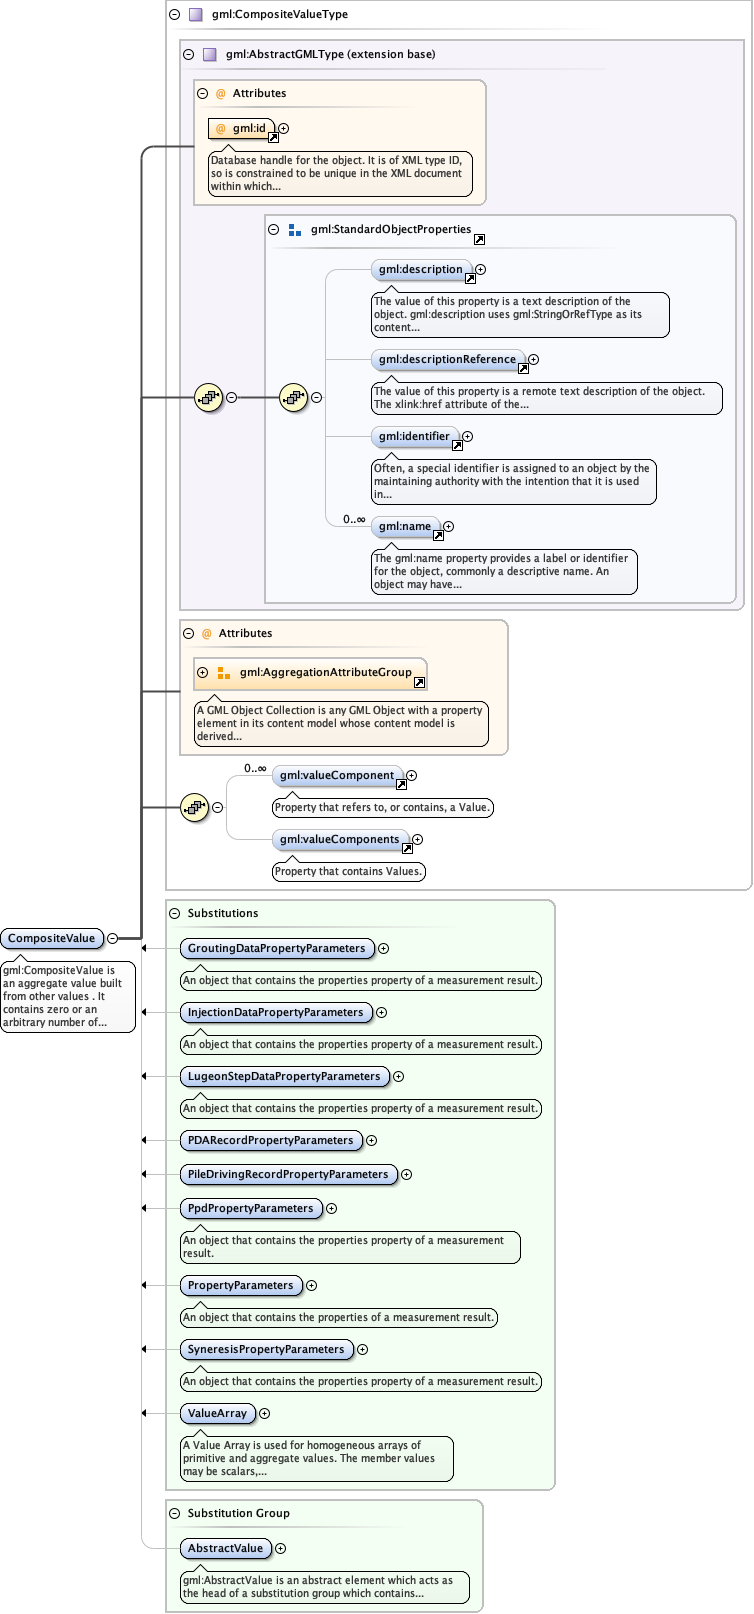 gml:CompositeValueType
gml:AbstractGMLType (extension base)
@ Attributes
@ gml:id
Database handle for the object. It is of XML type ID,
so is constrained to be unique in the XML document
within which...
gml:StandardObjectProperties
gml:description
The value of this property is a text description of the
object. gml:description uses gml:StringOrRefType as its
content...
gml:descriptionReference
The value of this property is a remote text description of the object.
The xlink:href attribute of the...
gml:identifier
Often, a special identifier is assigned to an object by the
maintaining authority with the intention that it is used
in...
0..∞
gml:name
The gml:name property provides a label or identifier
for the object, commonly a descriptive name. An
object may have...
@ Attributes
gml:AggregationAttributeGroup
A GML Object Collection is any GML Object with a property
element in its content model whose content model is
derived...
0..∞
gml:valueComponent
Property that refers to, or contains, a Value.
gml:valueComponents
Property that contains Values.
CompositeValue
gml:CompositeValue is
an aggregate value built
from other values . It
contains zero or an
arbitrary number of...
Substitutions
GroutingDataPropertyParameters
An object that contains the properties property of a measurement result.
InjectionDataPropertyParameters
An object that contains the properties property of a measurement result.
LugeonStepDataPropertyParameters
An object that contains the properties property of a measurement result.
PDARecordPropertyParameters
PileDrivingRecordPropertyParameters
PpdPropertyParameters
An object that contains the properties property of a measurement
result.
PropertyParameters
An object that contains the properties of a measurement result.
SyneresisPropertyParameters
An object that contains the properties property of a measurement result.
ValueArray
A Value Array is used for homogeneous arrays of
primitive and aggregate values. The member values
may be scalars,...
Substitution Group
AbstractValue
gml:AbstractValue is an abstract element which acts as
the head of a substitution group which contains...